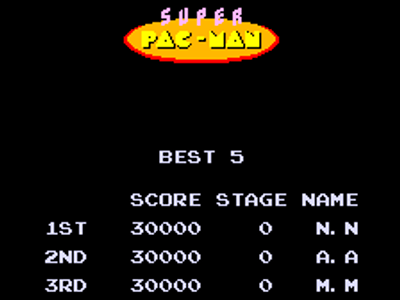 SUPER
PAC-MAN
BEST 5
SCORE STAGE NAME
1ST 30000 0 N. N
2ND 30000 0 A. A
3RD 30000 0 M. M